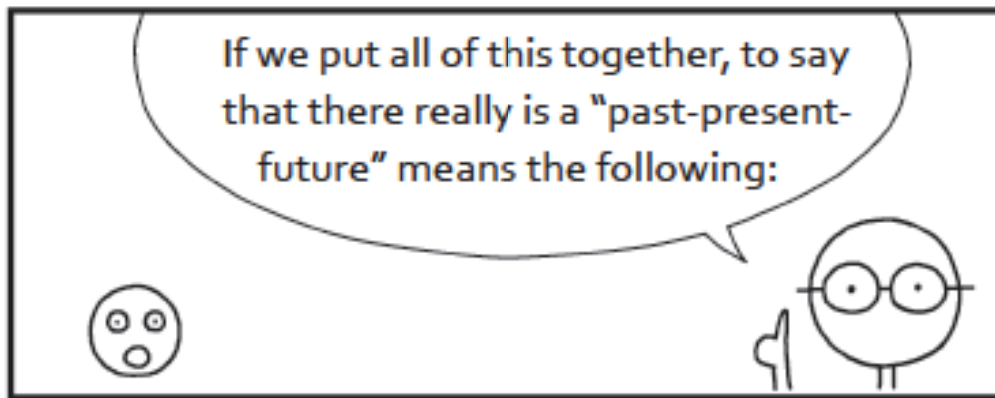 If we put all of this together, to say
that there really is a “past-present-
future” means the following: